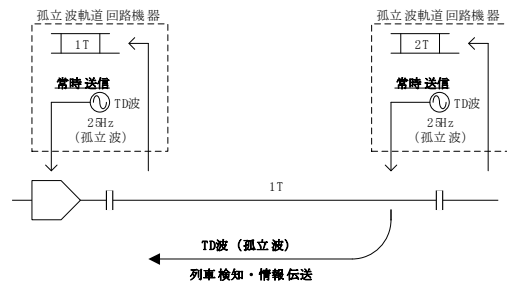 孤立波軌道回路機器
1T
常時送信
TD波
25Hz
(孤立波)
孤立波軌道回路機器
2T
常時送信
TD波
25Hz
(孤立波)
1T
TD波 (孤立波)
列車検知・情報伝送